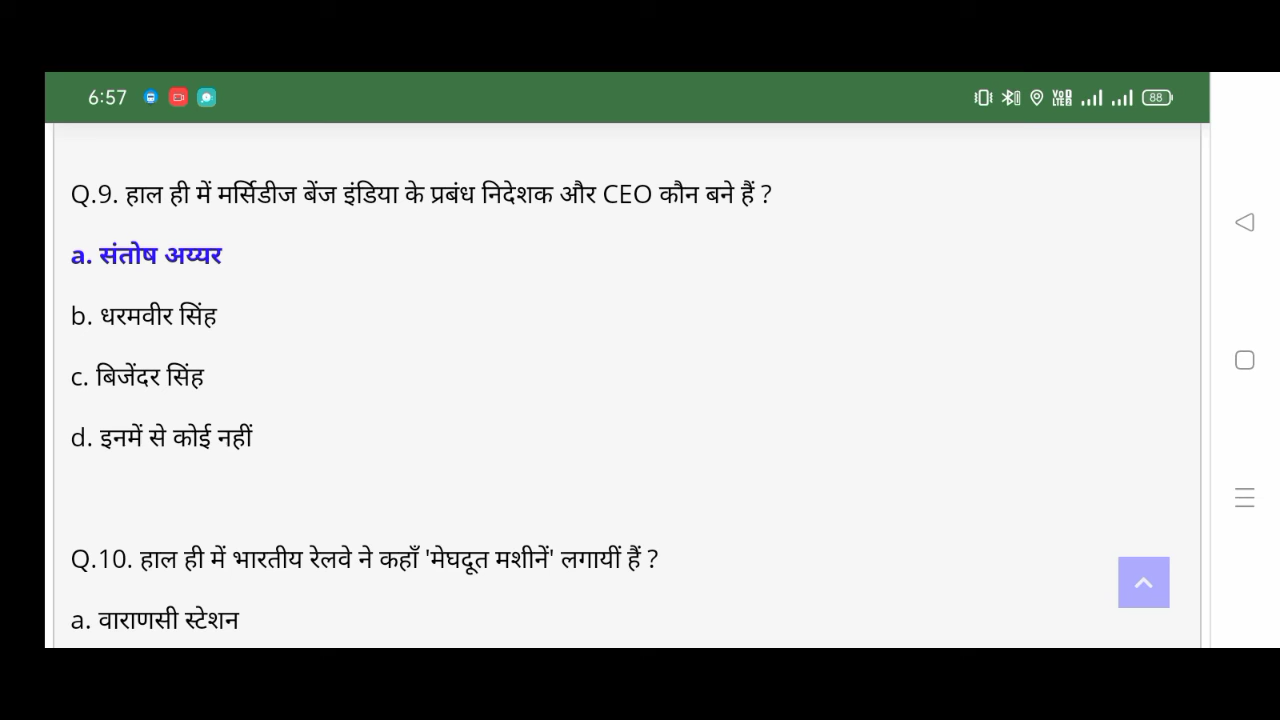 6:57
88
Q.9. हाल ही में मर्सिडीज बेंज इंडिया के प्रबंध निदेशक और CEO कौन बने हैं ?
a. संतोष अय्यर
b. धरमवीर सिंह
c. बिजेंदर सिंह
d. इनमें से कोई नहीं
Q.10. हाल ही में भारतीय रेलवे ने कहाँ 'मेघदूत मशीनें' लगायीं हैं ?
a. वाराणसी स्टेशन